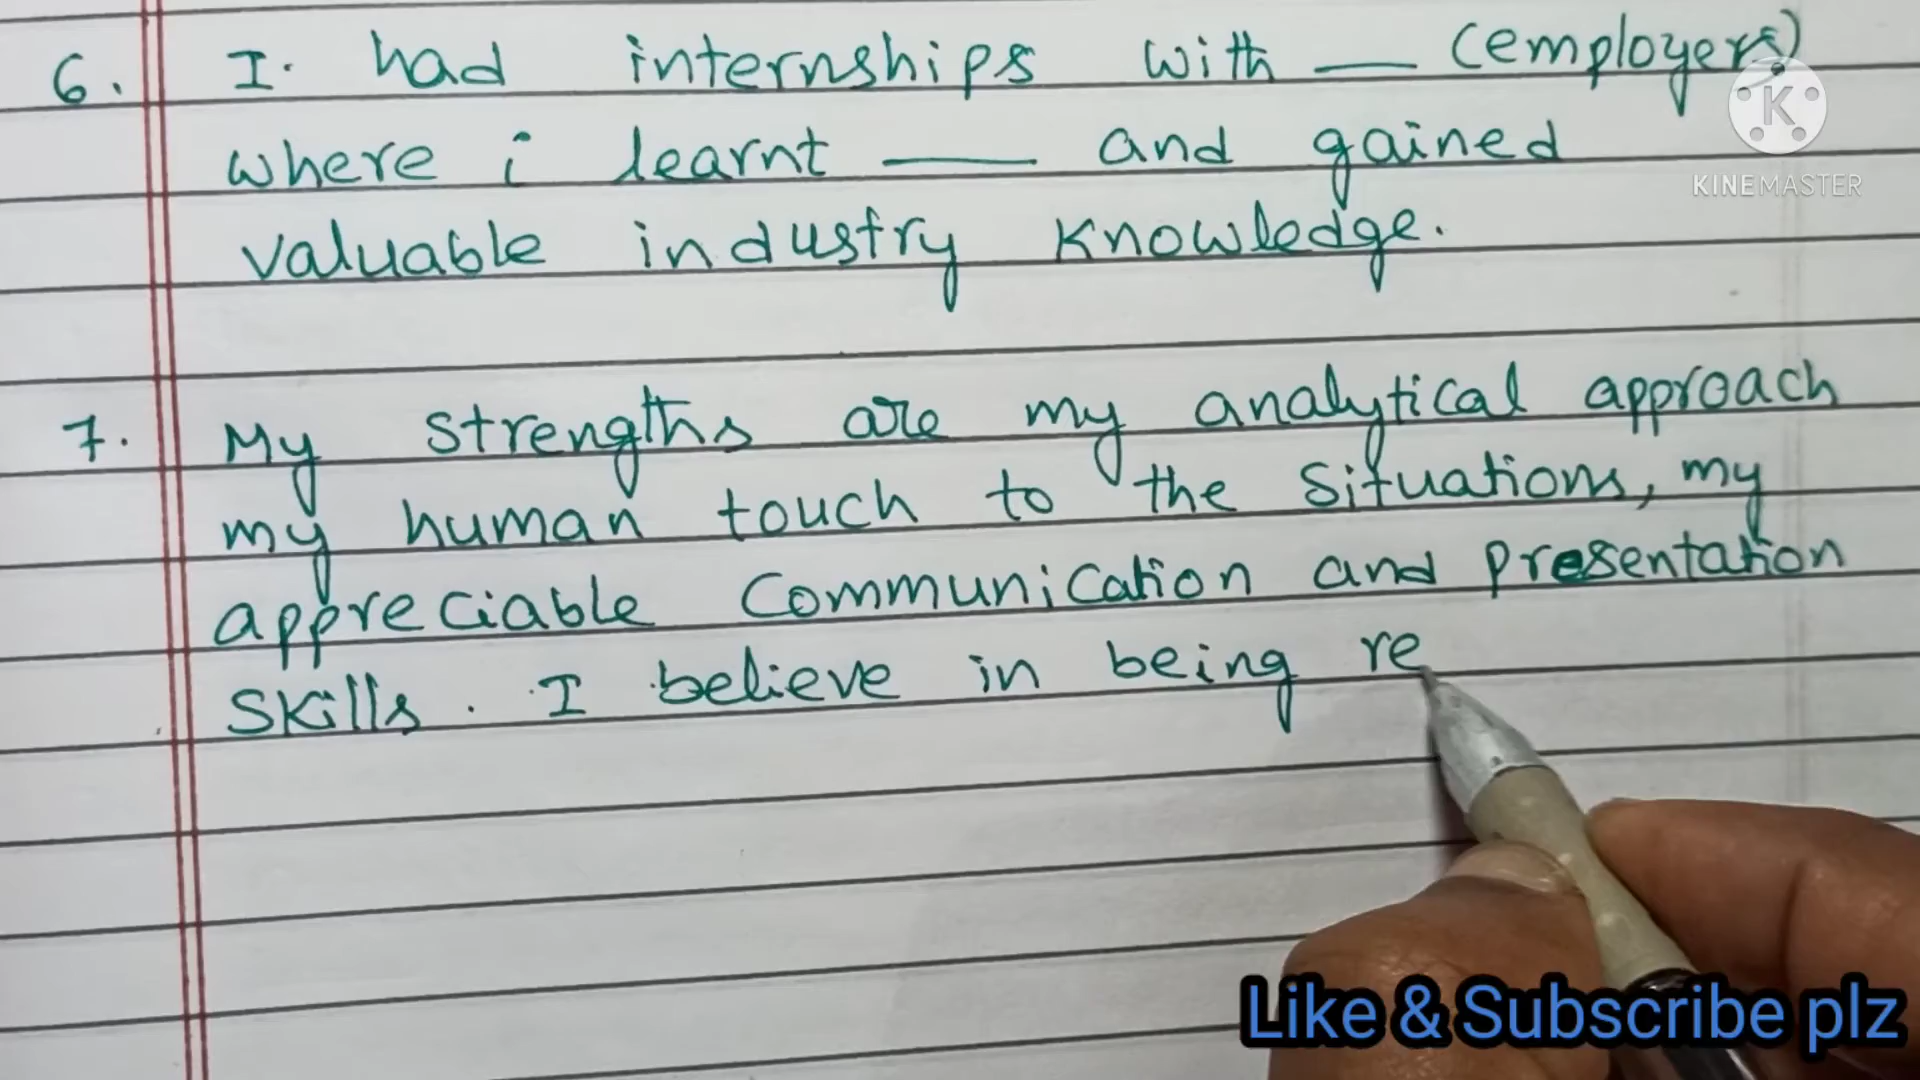 6. I. had internships with ___ (employers)
where i learnt ___ and gained
valuable industry knowledge.
7. My strengths are my analytical approach
my human touch to the situations, my
appreciable communication and presentation
skills. I believe in being re
K
KINEMASTER
Like & Subscribe plz